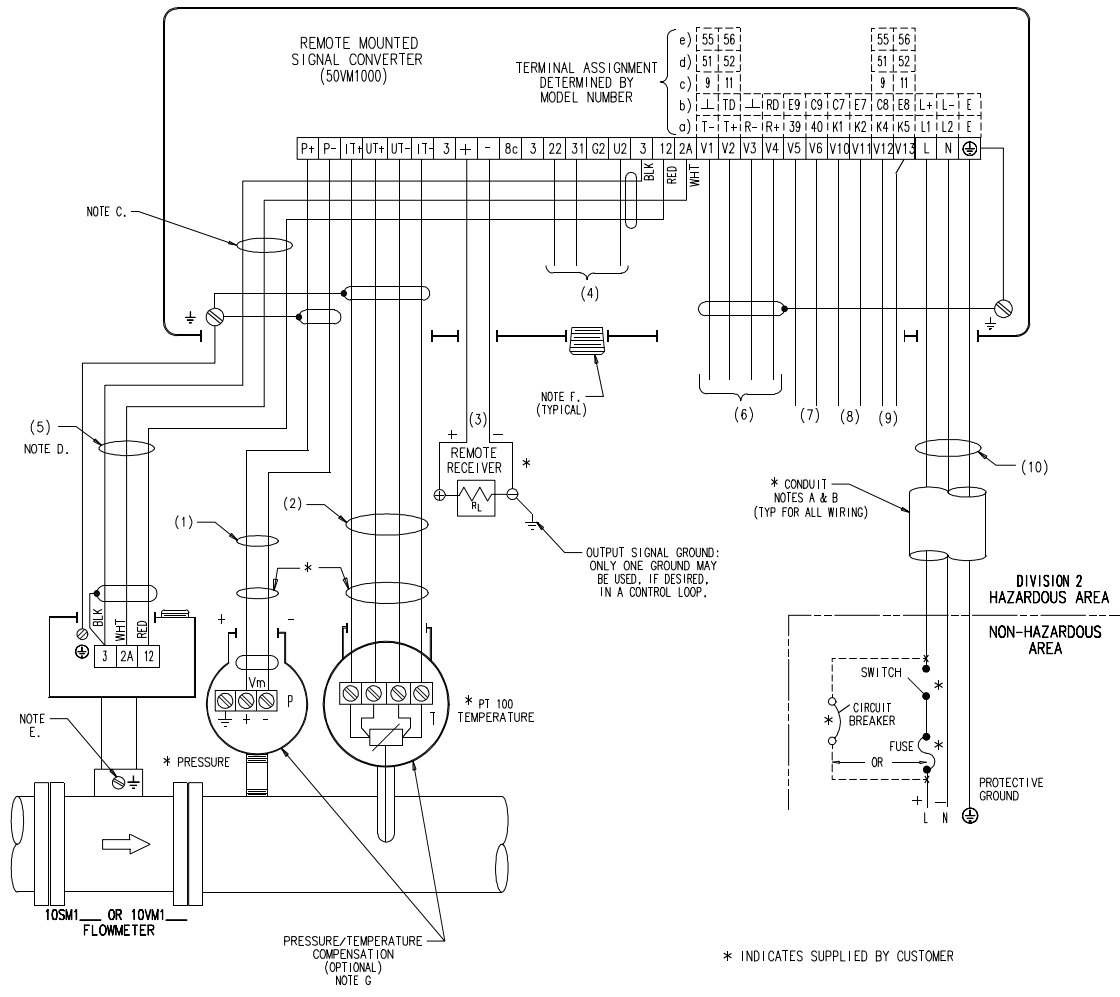 REMOTE MOUNTED
SIGNAL CONVERTER
(50VM1000)
TERMINAL ASSIGNMENT
DETERMINED BY
MODEL NUMBER
e) 55 56 55 56
d) 51 52 51 52
c) 9 11 9 11
b) ⊥ TD ⊥ RD E9 C9 C7 E7 C8 E8 L+ L- E
a) T- T+ R- R+ 39 40 K1 K2 K4 K5 L1 L2 E
P+ P- IT+ UT+ UT- IT- 3 + - 8c 3 22 31 G2 U2 3 12 2A V1 V2 V3 V4 V5 V6 V10 V11 V12 V13 L N
BLK
RED
WHT
NOTE C.
(4)
NOTE F.
(TYPICAL)
(6)
(7)
(8)
(9)
(5)
NOTE D.
(3)
+ -
REMOTE
RECEIVER
*
RL
(10)
* CONDUIT
NOTES A & B
(TYP FOR ALL WIRING)
(1)
(2)
*
OUTPUT SIGNAL GROUND:
ONLY ONE GROUND MAY
BE USED, IF DESIRED,
IN A CONTROL LOOP.
DIVISION 2
HAZARDOUS AREA
NON-HAZARDOUS
AREA
BLK
WHT
RED
3 2A 12
+ -
Vm
P
+ -
T
* PT 100
TEMPERATURE
SWITCH
*
CIRCUIT
BREAKER
*
FUSE
*
OR
NOTE
E.
* PRESSURE
PROTECTIVE
GROUND
+ -
L N
10SM1___ OR 10VM1___
FLOWMETER
PRESSURE/TEMPERATURE
COMPENSATION
(OPTIONAL)
NOTE G
* INDICATES SUPPLIED BY CUSTOMER